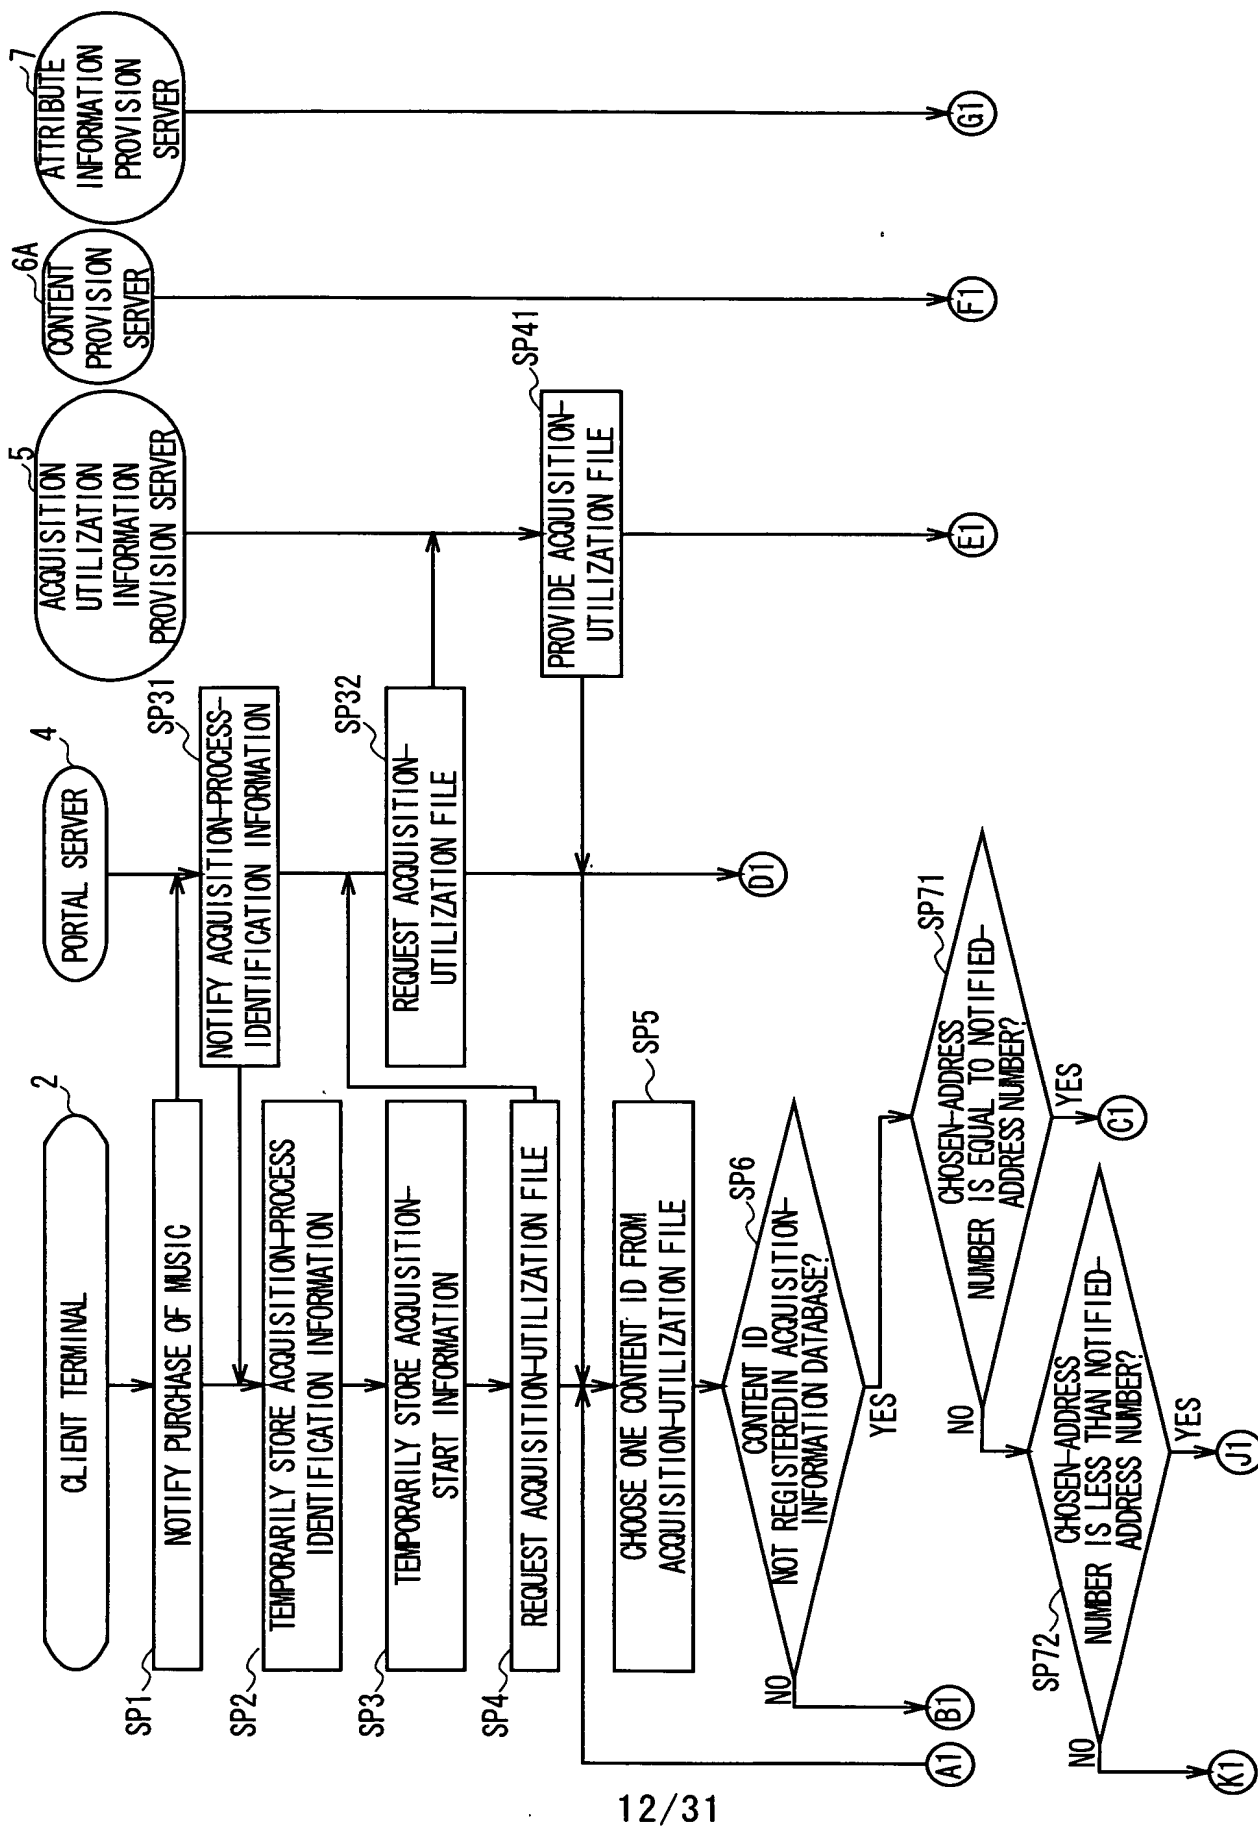 CLIENT TERMINAL
2
PORTAL SERVER
4
ACQUISITION
UTILIZATION
INFORMATION
PROVISION SERVER
5
CONTENT
PROVISION
SERVER
6A
ATTRIBUTE
INFORMATION
PROVISION
SERVER
7
SP1
NOTIFY PURCHASE OF MUSIC
SP31
NOTIFY ACQUISITION-PROCESS-
IDENTIFICATION INFORMATION
SP2
TEMPORARILY STORE ACQUISITION-PROCESS
IDENTIFICATION INFORMATION
SP3
TEMPORARILY STORE ACQUISITION-
START INFORMATION
SP32
REQUEST ACQUISITION-
UTILIZATION FILE
SP4
REQUEST ACQUISITION-UTILIZATION FILE
SP41
PROVIDE ACQUISITION-
UTILIZATION FILE
SP5
CHOOSE ONE CONTENT ID FROM
ACQUISITION-UTILIZATION FILE
SP6
CONTENT ID
NOT REGISTERED IN ACQUISITION-
INFORMATION DATABASE?
NO
YES
SP71
CHOSEN-ADDRESS
NUMBER IS EQUAL TO NOTIFIED-
ADDRESS NUMBER?
NO
YES
SP72
CHOSEN-ADDRESS
NUMBER IS LESS THAN NOTIFIED-
ADDRESS NUMBER?
NO
YES
A1
B1
C1
D1
E1
F1
G1
J1
K1
12/31